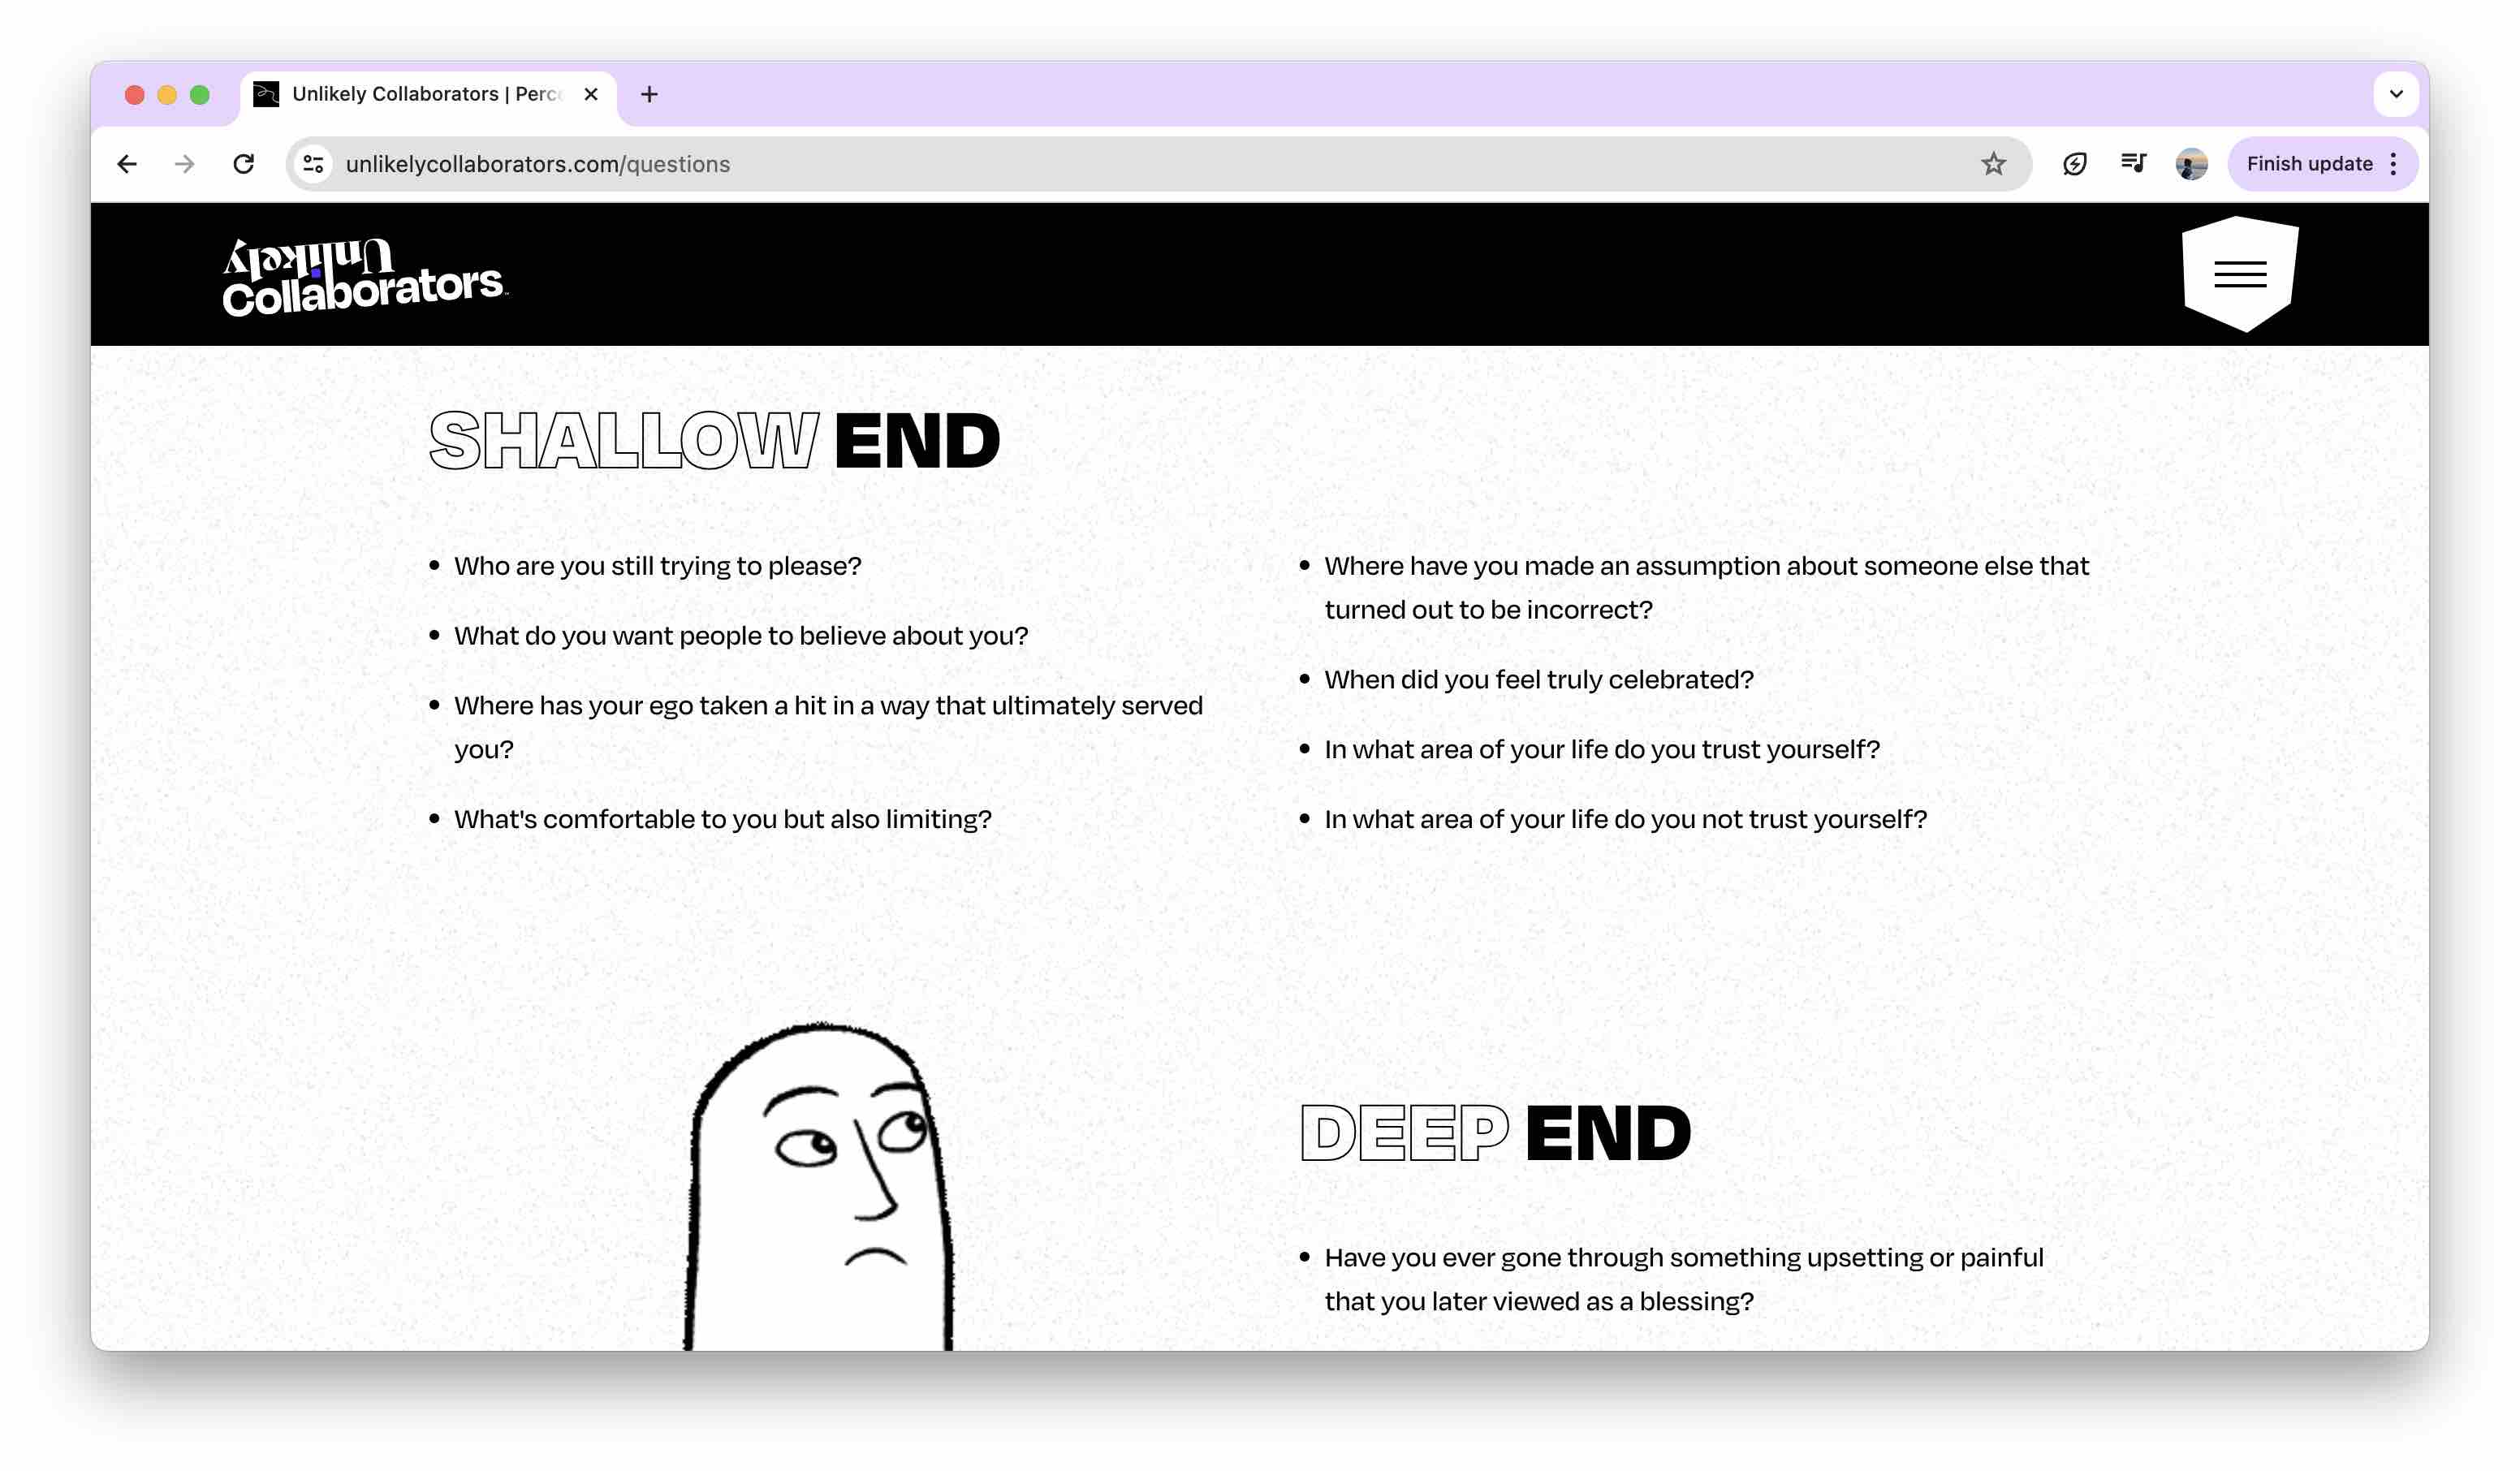 Unlikely Collaborators | Perc
unlikelycollaborators.com/questions
Finish update
Unlikely
Collaborators
SHALLOW END
Who are you still trying to please?
What do you want people to believe about you?
Where has your ego taken a hit in a way that ultimately served
you?
What's comfortable to you but also limiting?
Where have you made an assumption about someone else that
turned out to be incorrect?
When did you feel truly celebrated?
In what area of your life do you trust yourself?
In what area of your life do you not trust yourself?
DEEP END
Have you ever gone through something upsetting or painful
that you later viewed as a blessing?